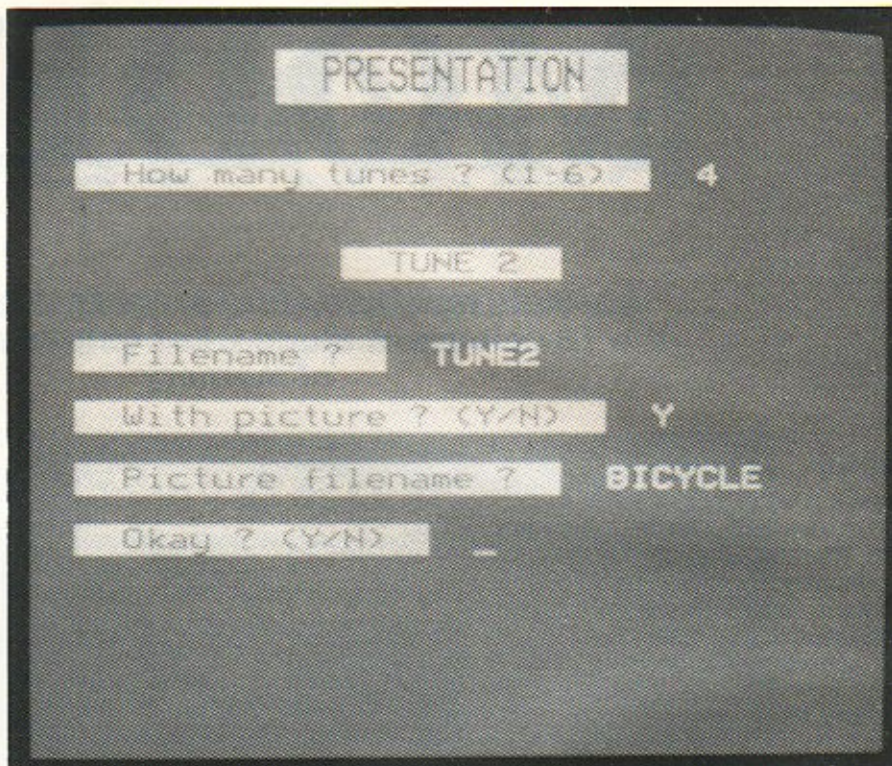 PRESENTATION
How many tunes ? (1-6) 4
TUNE 2
Filename ? TUNE2
With picture ? (Y/N) Y
Picture filename ? BICYCLE
Okay ? (Y/N) _